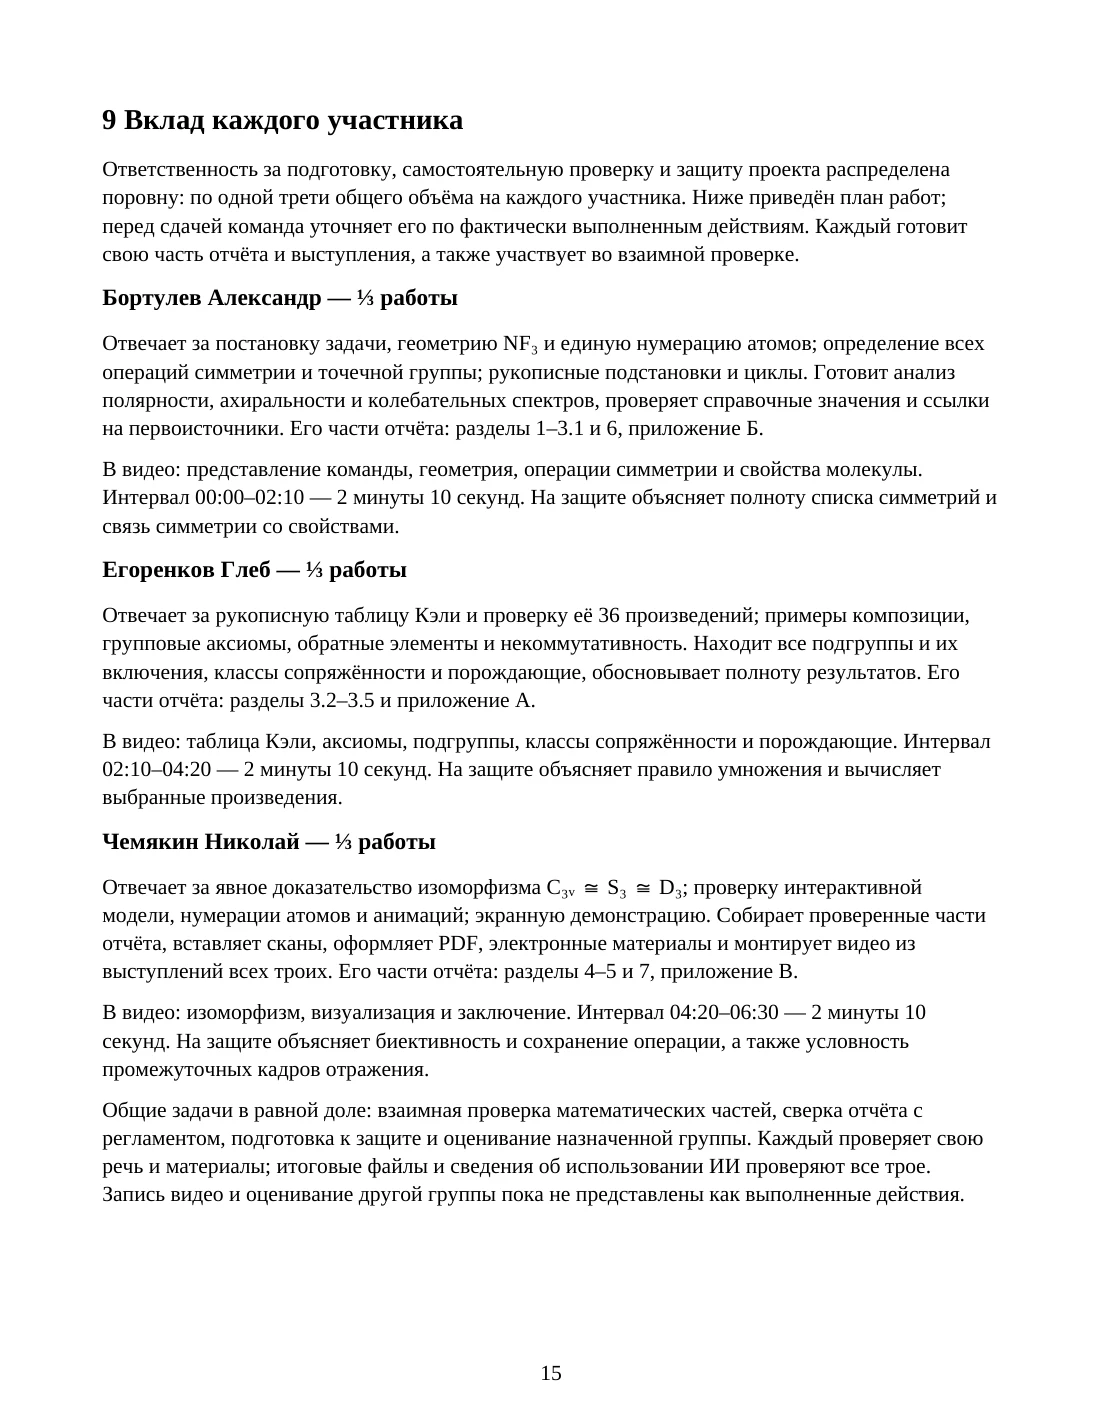 9 Вклад каждого участника
Ответственность за подготовку, самостоятельную проверку и защиту проекта распределена
поровну: по одной трети общего объёма на каждого участника. Ниже приведён план работ;
перед сдачей команда уточняет его по фактически выполненным действиям. Каждый готовит
свою часть отчёта и выступления, а также участвует во взаимной проверке.
Бортулев Александр — ⅓ работы
Отвечает за постановку задачи, геометрию NF₃ и единую нумерацию атомов; определение всех
операций симметрии и точечной группы; рукописные подстановки и циклы. Готовит анализ
полярности, ахиральности и колебательных спектров, проверяет справочные значения и ссылки
на первоисточники. Его части отчёта: разделы 1–3.1 и 6, приложение Б.
В видео: представление команды, геометрия, операции симметрии и свойства молекулы.
Интервал 00:00–02:10 — 2 минуты 10 секунд. На защите объясняет полноту списка симметрий и
связь симметрии со свойствами.
Егоренков Глеб — ⅓ работы
Отвечает за рукописную таблицу Кэли и проверку её 36 произведений; примеры композиции,
групповые аксиомы, обратные элементы и некоммутативность. Находит все подгруппы и их
включения, классы сопряжённости и порождающие, обосновывает полноту результатов. Его
части отчёта: разделы 3.2–3.5 и приложение А.
В видео: таблица Кэли, аксиомы, подгруппы, классы сопряжённости и порождающие. Интервал
02:10–04:20 — 2 минуты 10 секунд. На защите объясняет правило умножения и вычисляет
выбранные произведения.
Чемякин Николай — ⅓ работы
Отвечает за явное доказательство изоморфизма C₃ᵥ ≅ S₃ ≅ D₃; проверку интерактивной
модели, нумерации атомов и анимаций; экранную демонстрацию. Собирает проверенные части
отчёта, вставляет сканы, оформляет PDF, электронные материалы и монтирует видео из
выступлений всех троих. Его части отчёта: разделы 4–5 и 7, приложение В.
В видео: изоморфизм, визуализация и заключение. Интервал 04:20–06:30 — 2 минуты 10
секунд. На защите объясняет биективность и сохранение операции, а также условность
промежуточных кадров отражения.
Общие задачи в равной доле: взаимная проверка математических частей, сверка отчёта с
регламентом, подготовка к защите и оценивание назначенной группы. Каждый проверяет свою
речь и материалы; итоговые файлы и сведения об использовании ИИ проверяют все трое.
Запись видео и оценивание другой группы пока не представлены как выполненные действия.
15